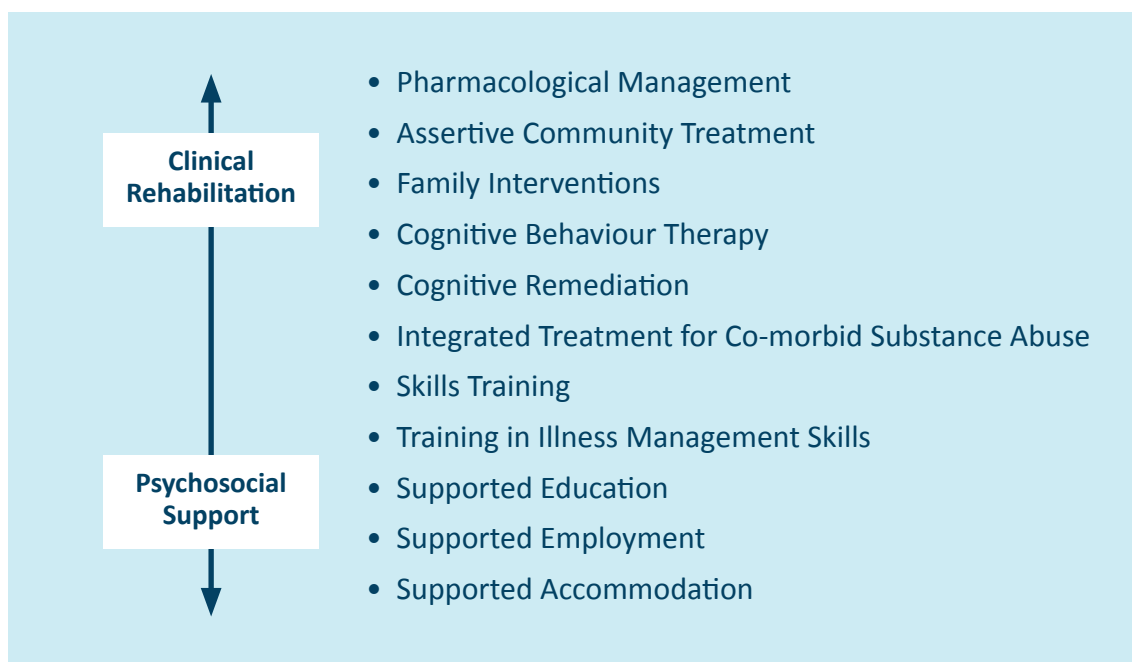 Clinical
Rehabilitation
Psychosocial
Support
• Pharmacological Management
• Assertive Community Treatment
• Family Interventions
• Cognitive Behaviour Therapy
• Cognitive Remediation
• Integrated Treatment for Co-morbid Substance Abuse
• Skills Training
• Training in Illness Management Skills
• Supported Education
• Supported Employment
• Supported Accommodation